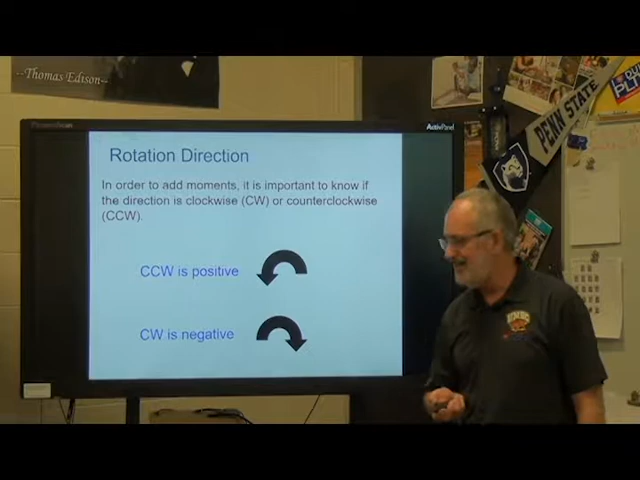 --Thomas Edison--
ActivPanel
Rotation Direction
In order to add moments, it is important to know if
the direction is clockwise (CW) or counterclockwise
(CCW).
CCW is positive
CW is negative
PENN STATE